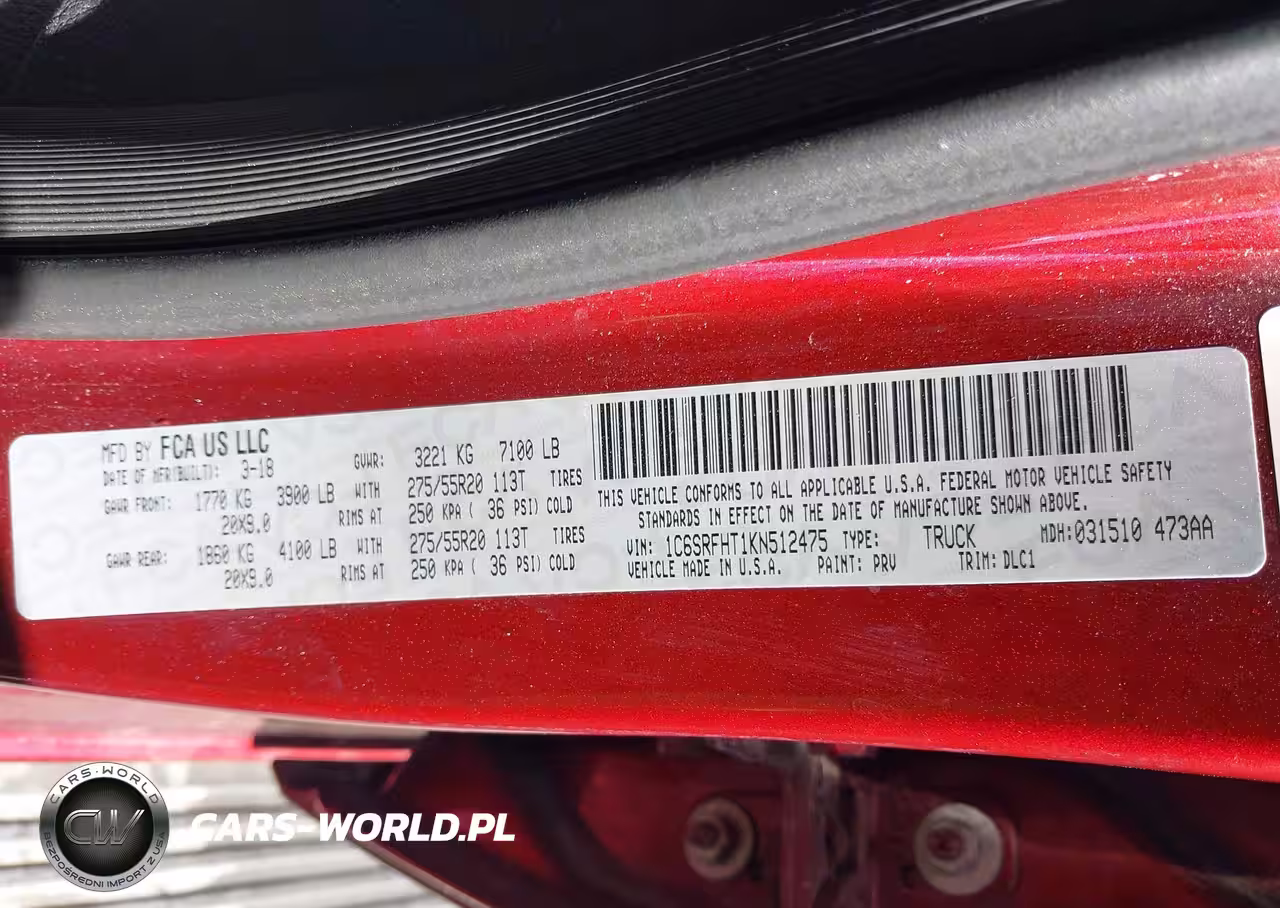 MFD BY FCA US LLC
DATE OF MFR(BUILT): 3-18
GVWR: 3221 KG 7100 LB
GAWR FRONT: 1770 KG 3900 LB WITH 275/55R20 113T TIRES
20X9.0 RIMS AT 250 KPA ( 36 PSI) COLD
GAWR REAR: 1860 KG 4100 LB WITH 275/55R20 113T TIRES
20X9.0 RIMS AT 250 KPA ( 36 PSI) COLD
THIS VEHICLE CONFORMS TO ALL APPLICABLE U.S.A. FEDERAL MOTOR VEHICLE SAFETY
STANDARDS IN EFFECT ON THE DATE OF MANUFACTURE SHOWN ABOVE.
VIN: 1C6SRFHT1KN512475 TYPE: TRUCK MDH:031510 473AA
VEHICLE MADE IN U.S.A. PAINT: PRV TRIM: DLC1
CARS-WORLD
CW
BEZPOŚREDNI IMPORT Z USA
CARS-WORLD.PL